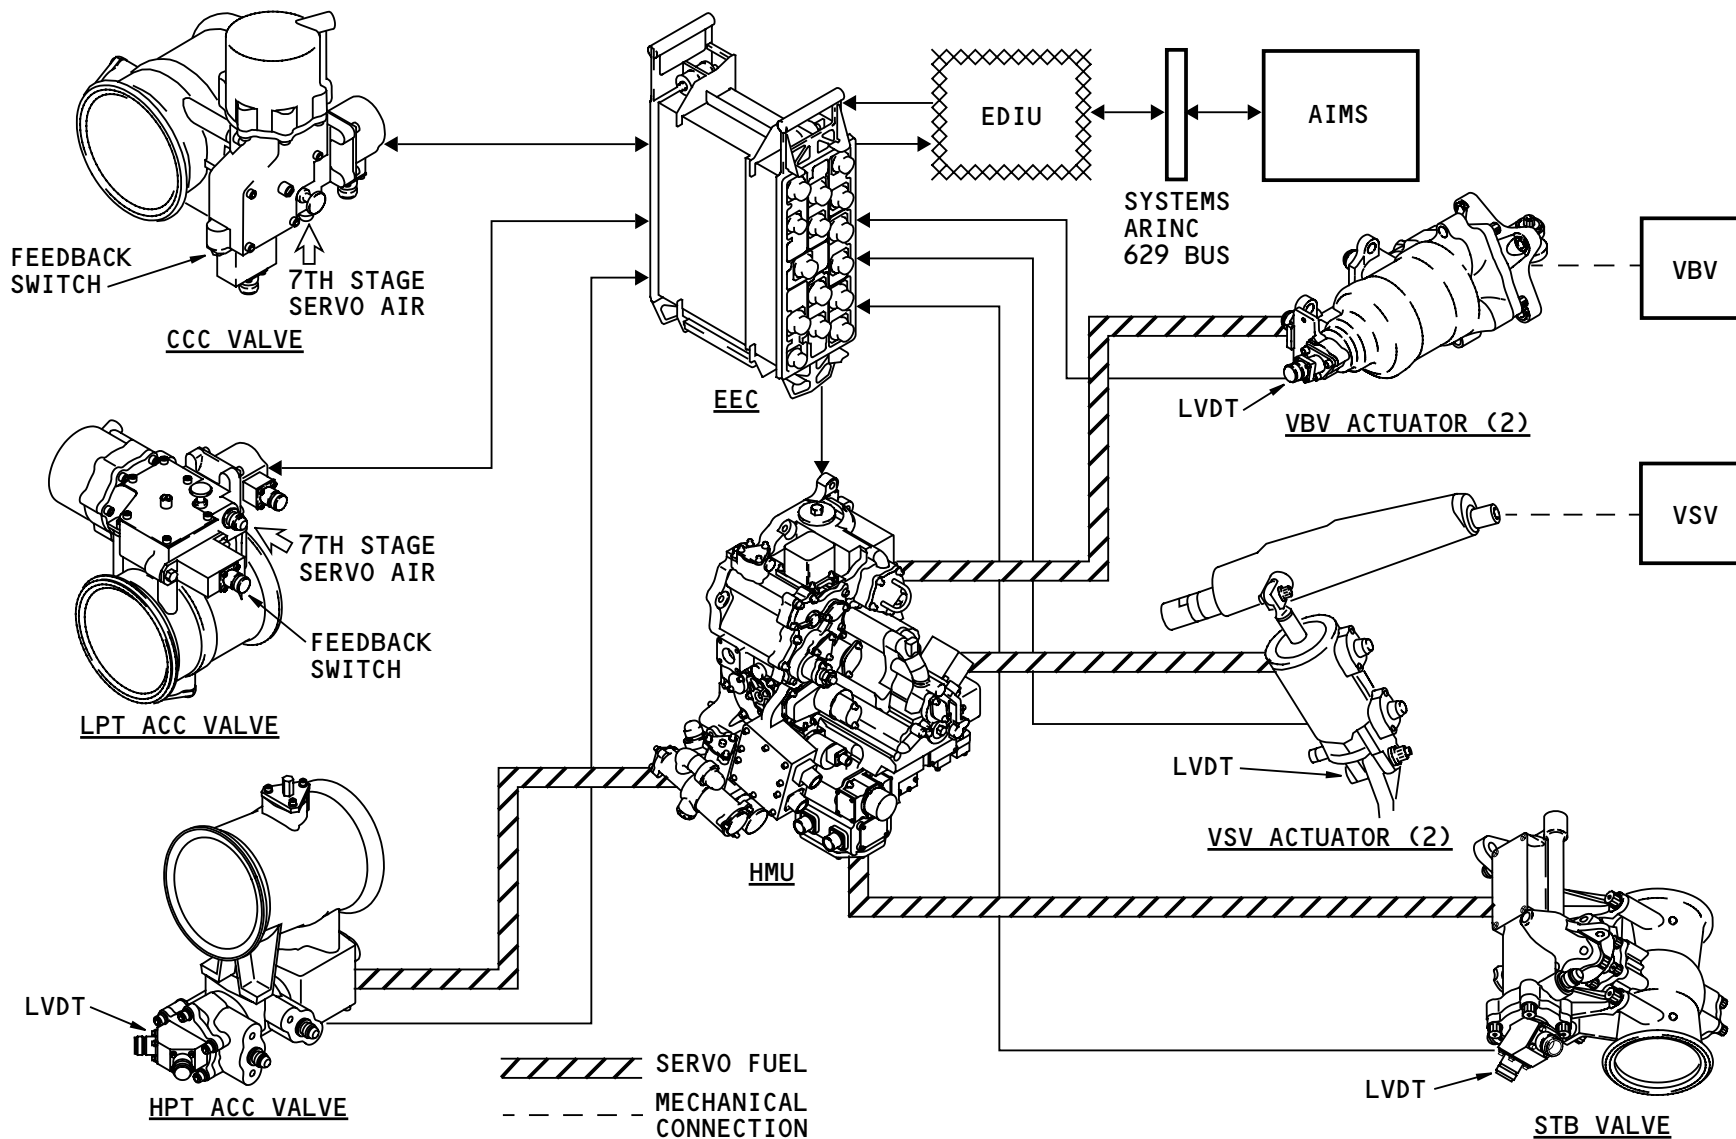 EDIU
AIMS
SYSTEMS
ARINC
629 BUS
FEEDBACK
SWITCH
7TH STAGE
SERVO AIR
CCC VALVE
VBV
EEC
LVDT
VBV ACTUATOR (2)
7TH STAGE
SERVO AIR
VSV
FEEDBACK
SWITCH
LPT ACC VALVE
LVDT
VSV ACTUATOR (2)
HMU
LVDT
HPT ACC VALVE
SERVO FUEL
MECHANICAL
CONNECTION
LVDT
STB VALVE